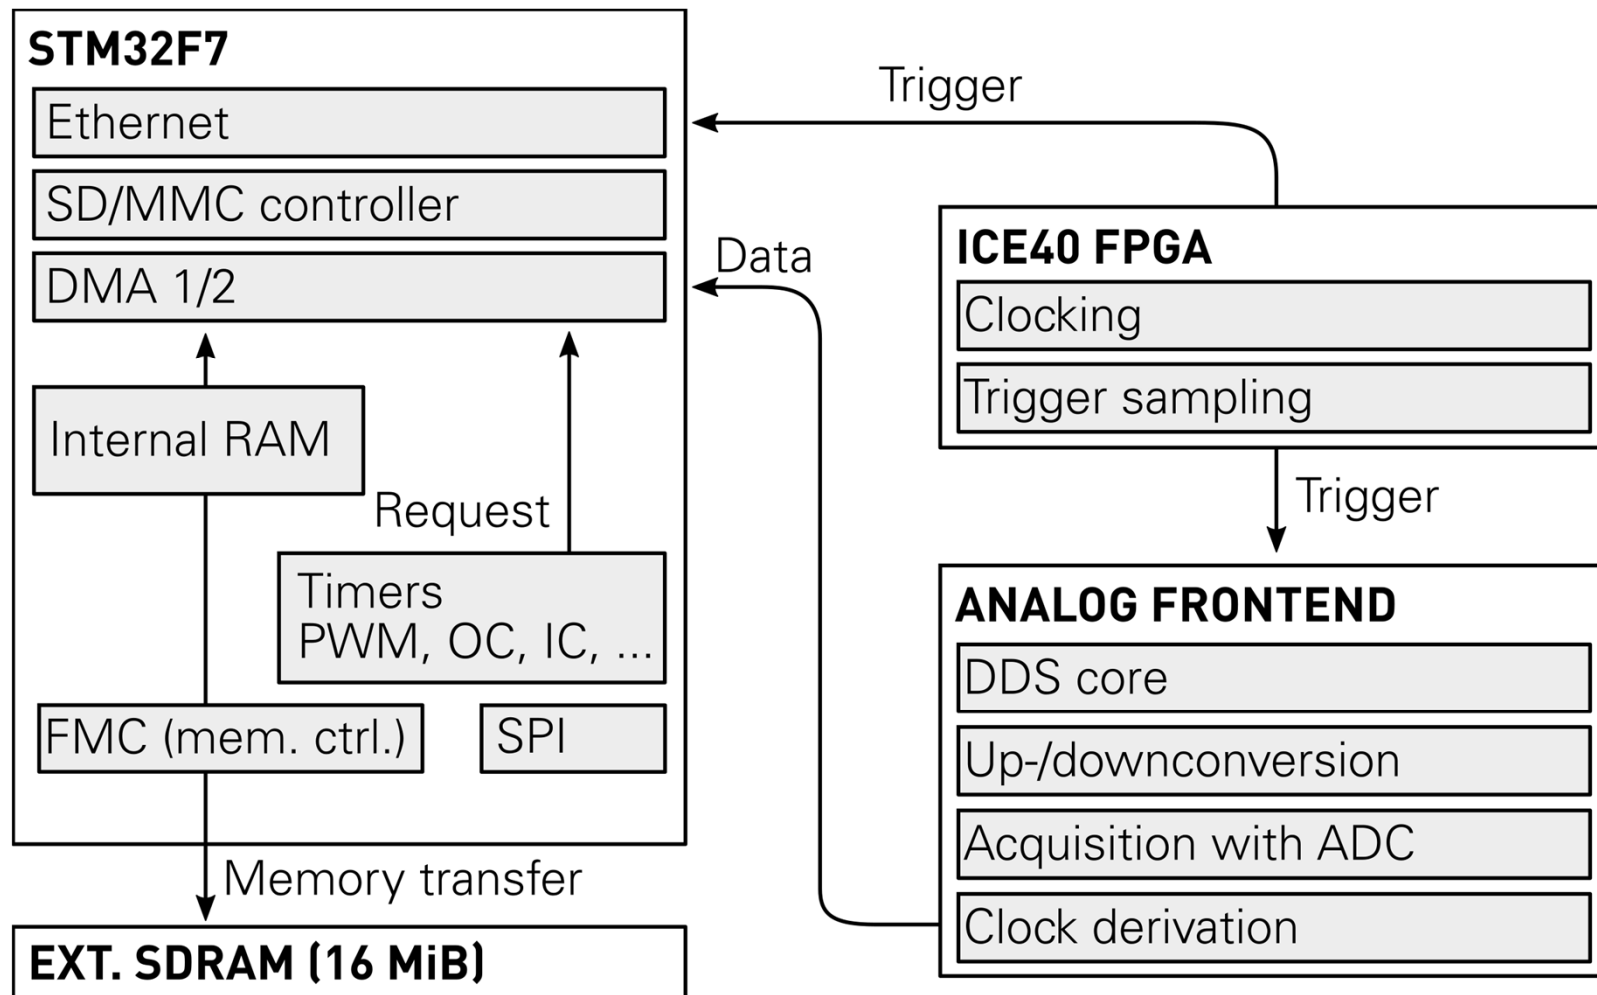 STM32F7
Ethernet
SD/MMC controller
DMA 1/2
Internal RAM
Request
Timers
PWM, OC, IC, ...
FMC (mem. ctrl.)
SPI
Memory transfer
EXT. SDRAM (16 MiB)
Trigger
Data
ICE40 FPGA
Clocking
Trigger sampling
Trigger
ANALOG FRONTEND
DDS core
Up-/downconversion
Acquisition with ADC
Clock derivation